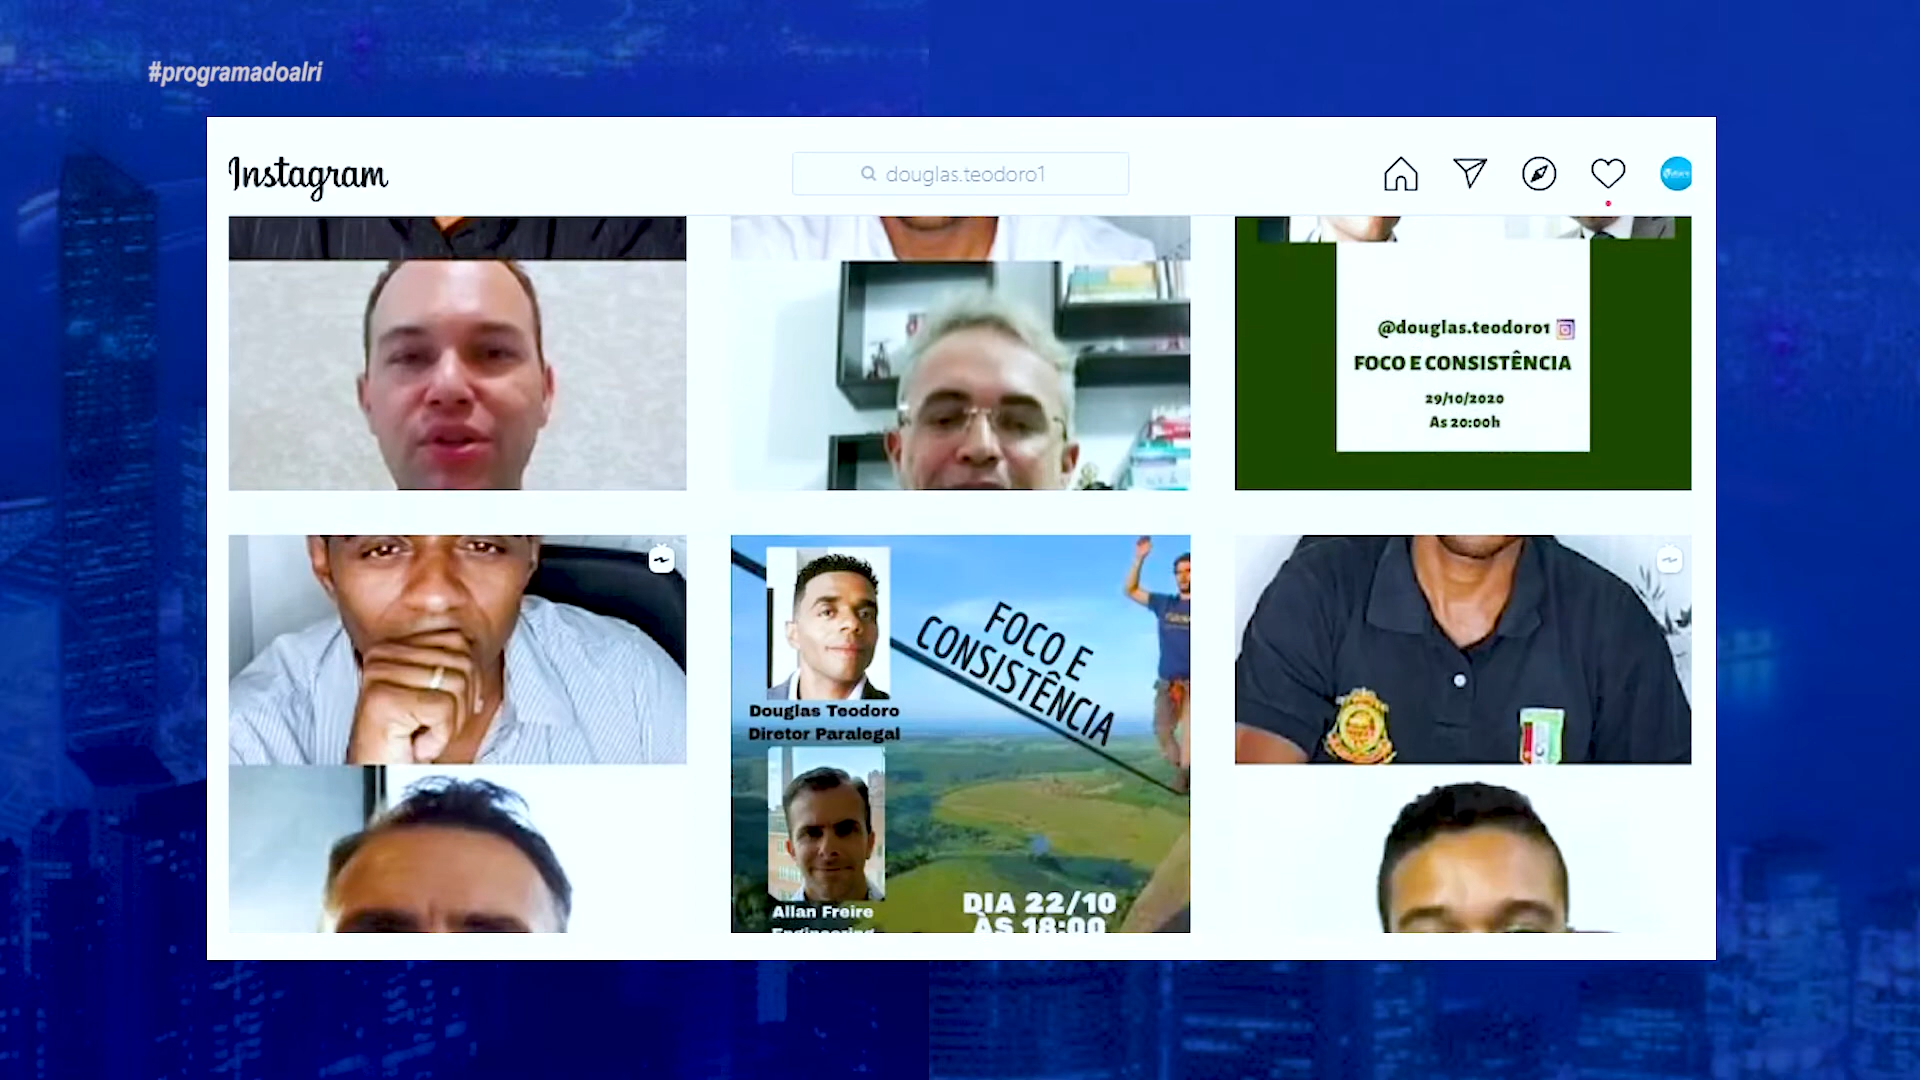 #programadoalri
Instagram
douglas.teodoro1
@douglas.teodoro1
FOCO E CONSISTÊNCIA
29/10/2020
As 20:00h
FOCO E
CONSISTÊNCIA
Douglas Teodoro
Diretor Paralegal
Allan Freire
Engineering
DIA 22/10
ÀS 18:00